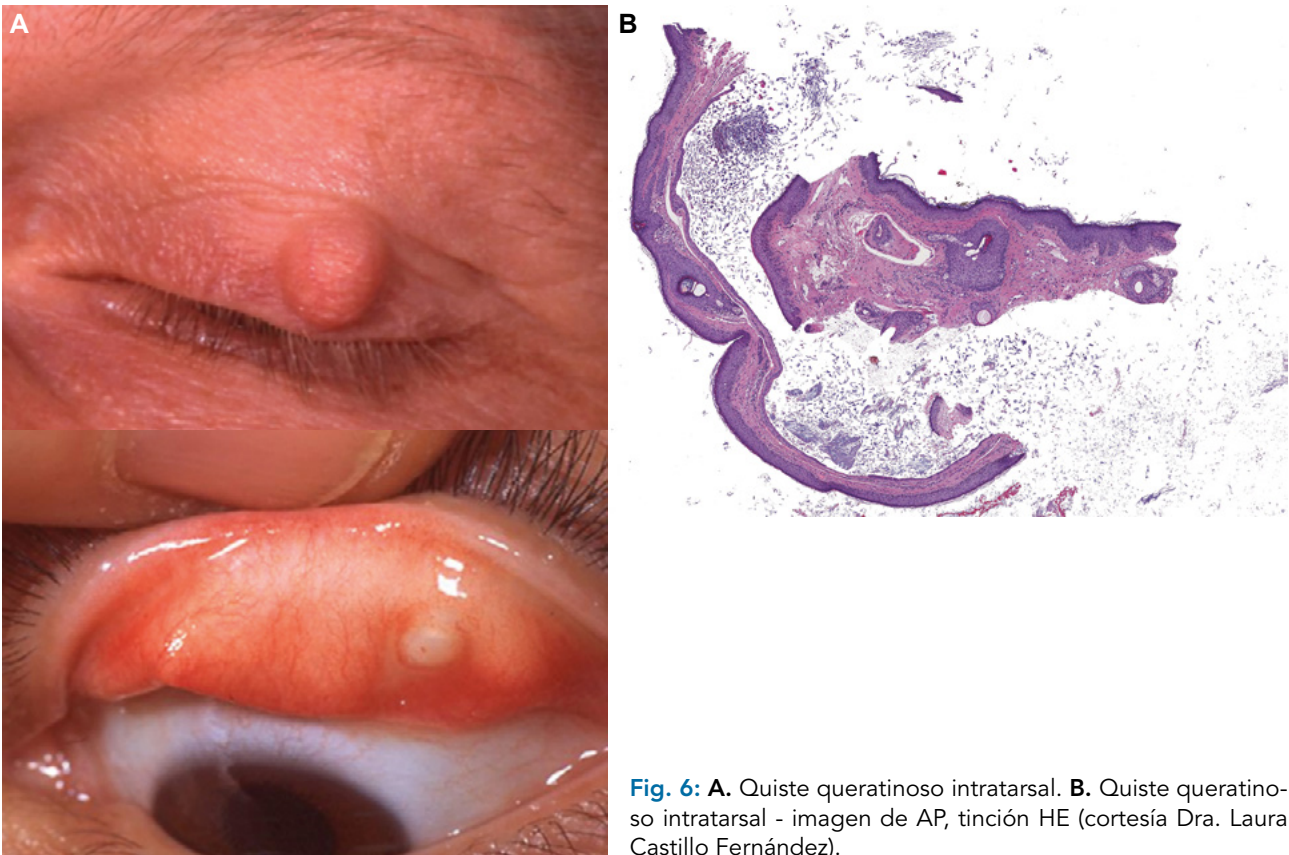 A
B
Fig. 6: A. Quiste queratinoso intratarsal. B. Quiste queratino-
so intratarsal - imagen de AP, tinción HE (cortesía Dra. Laura
Castillo Fernández).